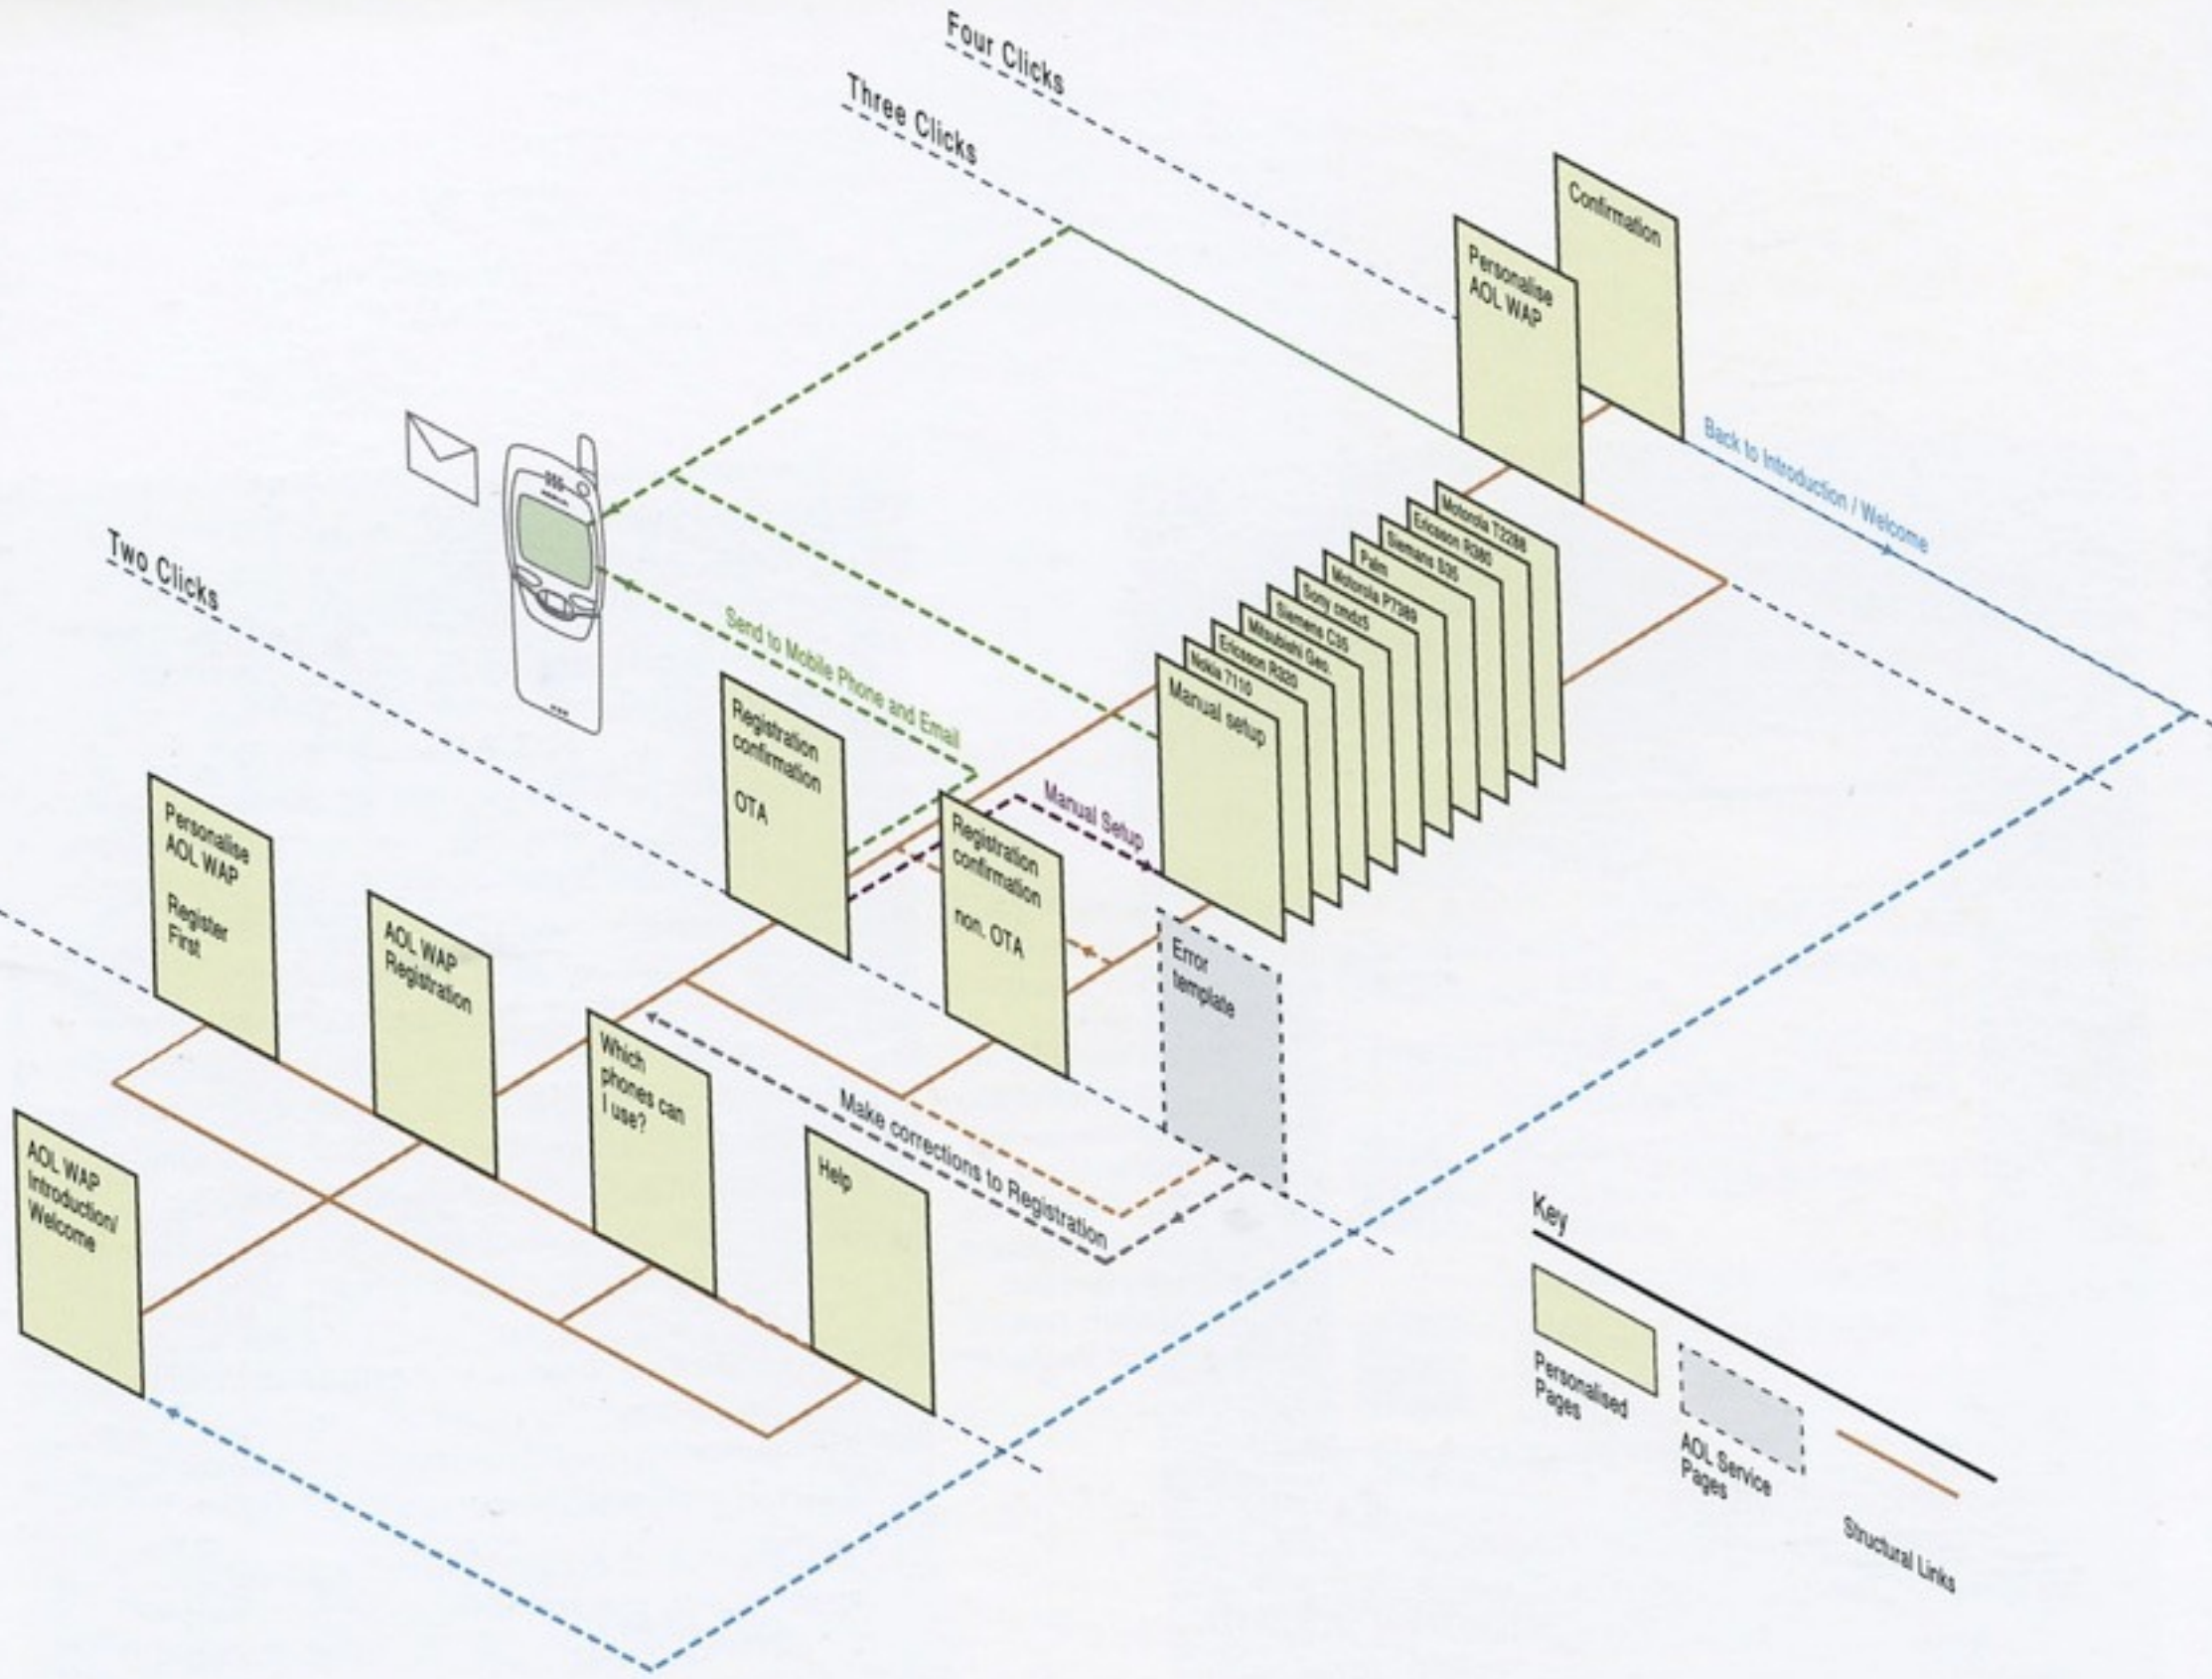 Four Clicks
Three Clicks
Confirmation
Personalise
AOL WAP
Back to Introduction / Welcome
Motorola T2288
Ericsson R380
Siemans S35
Palm
Motorola P7389
Sony cmdz5
Siemens C35
Mitsubishi Geo.
Ericsson R320
Nokia 7110
Manual setup
Two Clicks
Send to Mobile Phone and Email
Registration
confirmation
OTA
Manual Setup
Registration
confirmation
non. OTA
Error
template
Personalise
AOL WAP
Register
First
AOL WAP
Registration
Which
phones can
I use?
Make corrections to Registration
Help
AOL WAP
Introduction/
Welcome
Key
Personalised
Pages
AOL Service
Pages
Structural Links